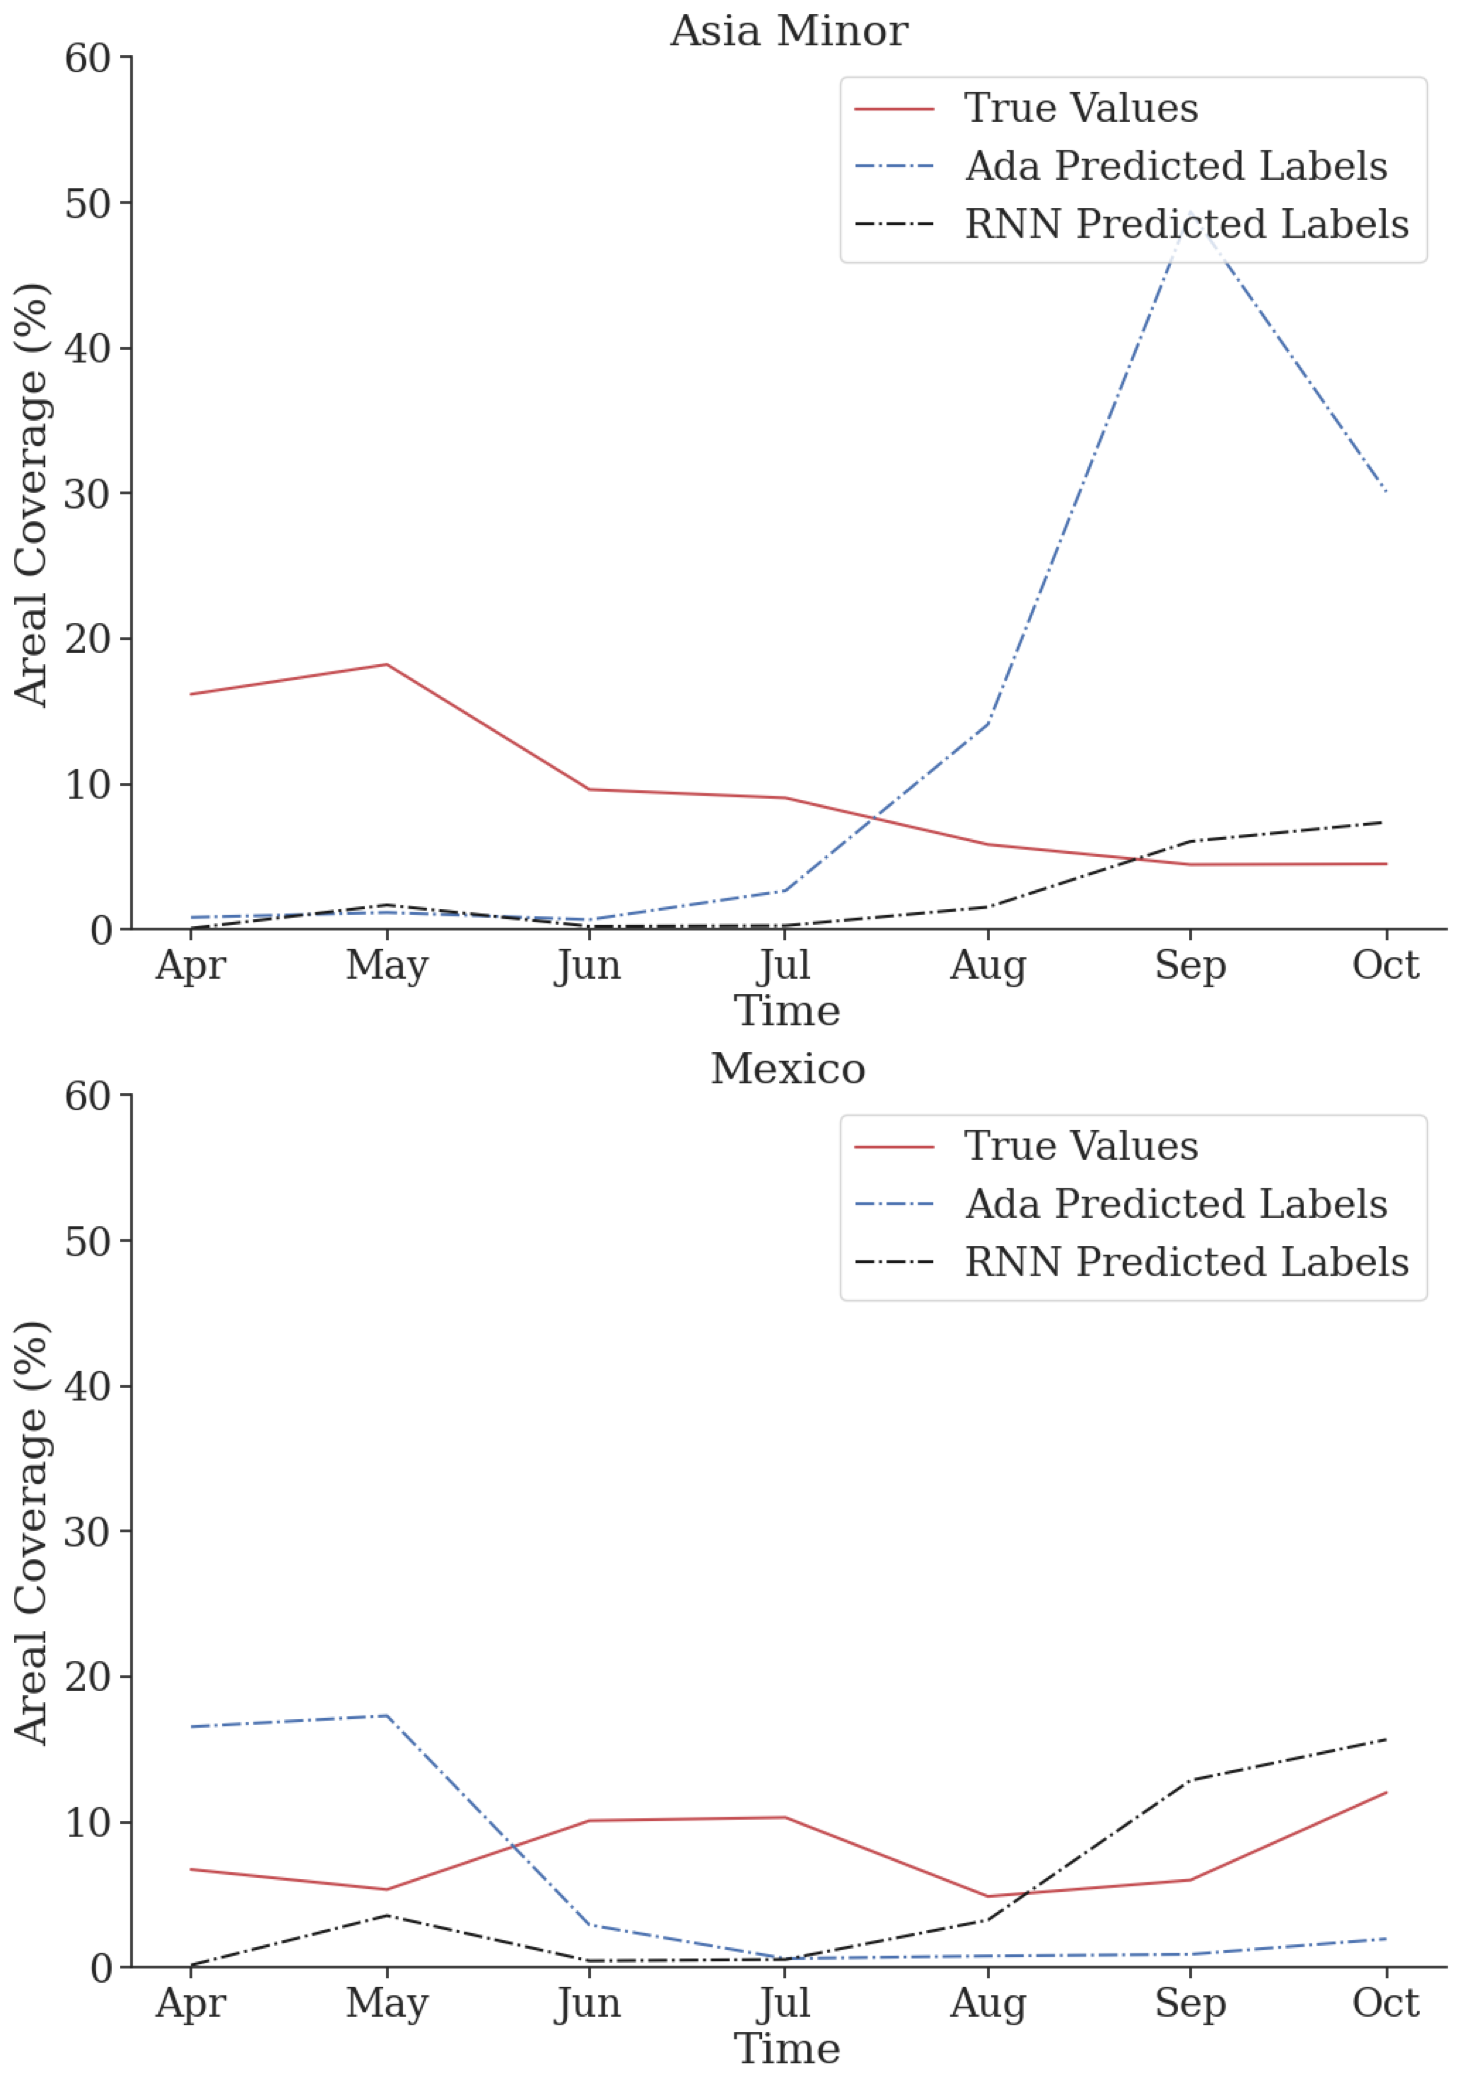 Asia Minor
60
50
40
30
20
10
0
Areal Coverage (%)
True Values
Ada Predicted Labels
RNN Predicted Labels
Apr May Jun Jul Aug Sep Oct
Time
Mexico
60
50
40
30
20
10
0
Areal Coverage (%)
True Values
Ada Predicted Labels
RNN Predicted Labels
Apr May Jun Jul Aug Sep Oct
Time